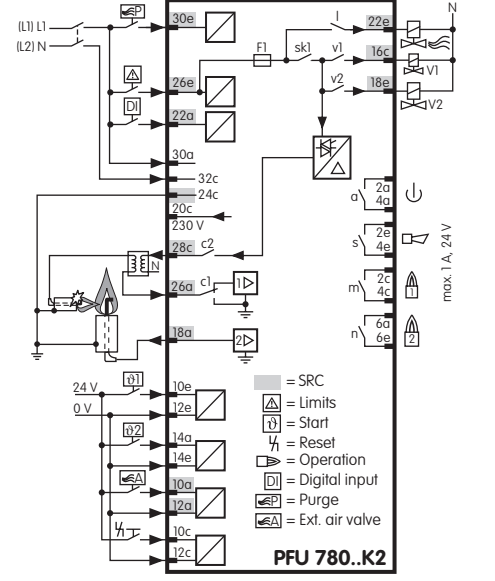 P
30e
I
22e
N
(L1) L1
(L2) N
F1
sk1
v1
16c
V1
v2
18e
V2
26e
DI
22a
30a
32c
24c
20c
230 V
28c
c2
N
26a
c1
1
18a
2
a
2a
4a
s
2e
4e
m
2c
4c
1
n
6a
6e
2
max. 1 A, 24 V
24 V
ϑ1
10e
0 V
12e
ϑ2
14a
14e
A
10a
12a
10c
12c
= SRC
= Limits
ϑ = Start
= Reset
= Operation
DI = Digital input
P = Purge
A = Ext. air valve
PFU 780..K2